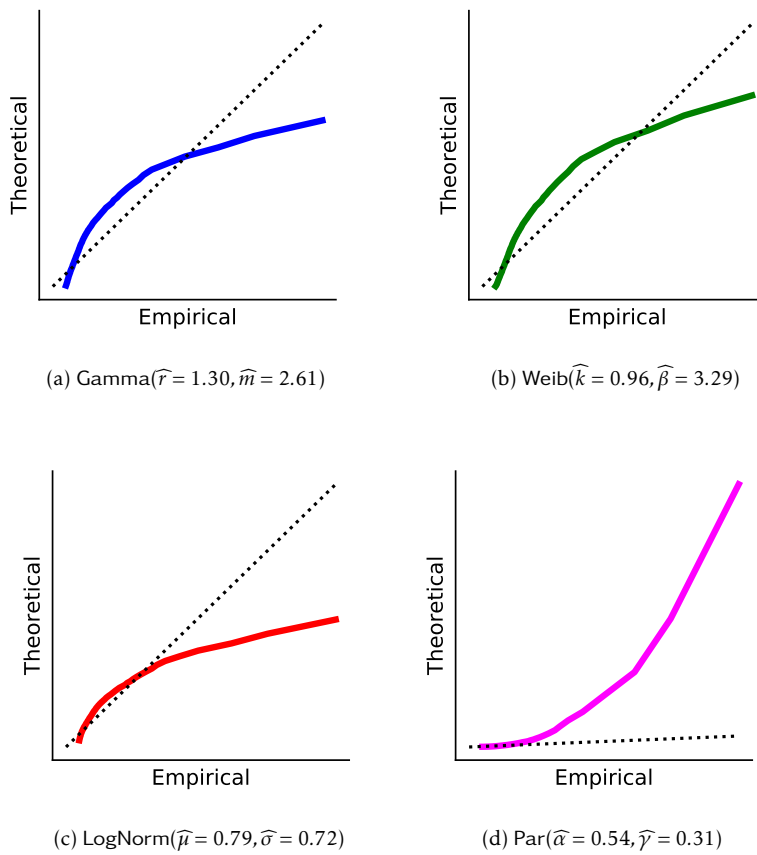 Theoretical
Empirical
(a) Gamma(r̂ = 1.30, m̂ = 2.61)
Theoretical
Empirical
(b) Weib(k̂ = 0.96, β̂ = 3.29)
Theoretical
Empirical
(c) LogNorm(μ̂ = 0.79, σ̂ = 0.72)
Theoretical
Empirical
(d) Par(α̂ = 0.54, γ̂ = 0.31)